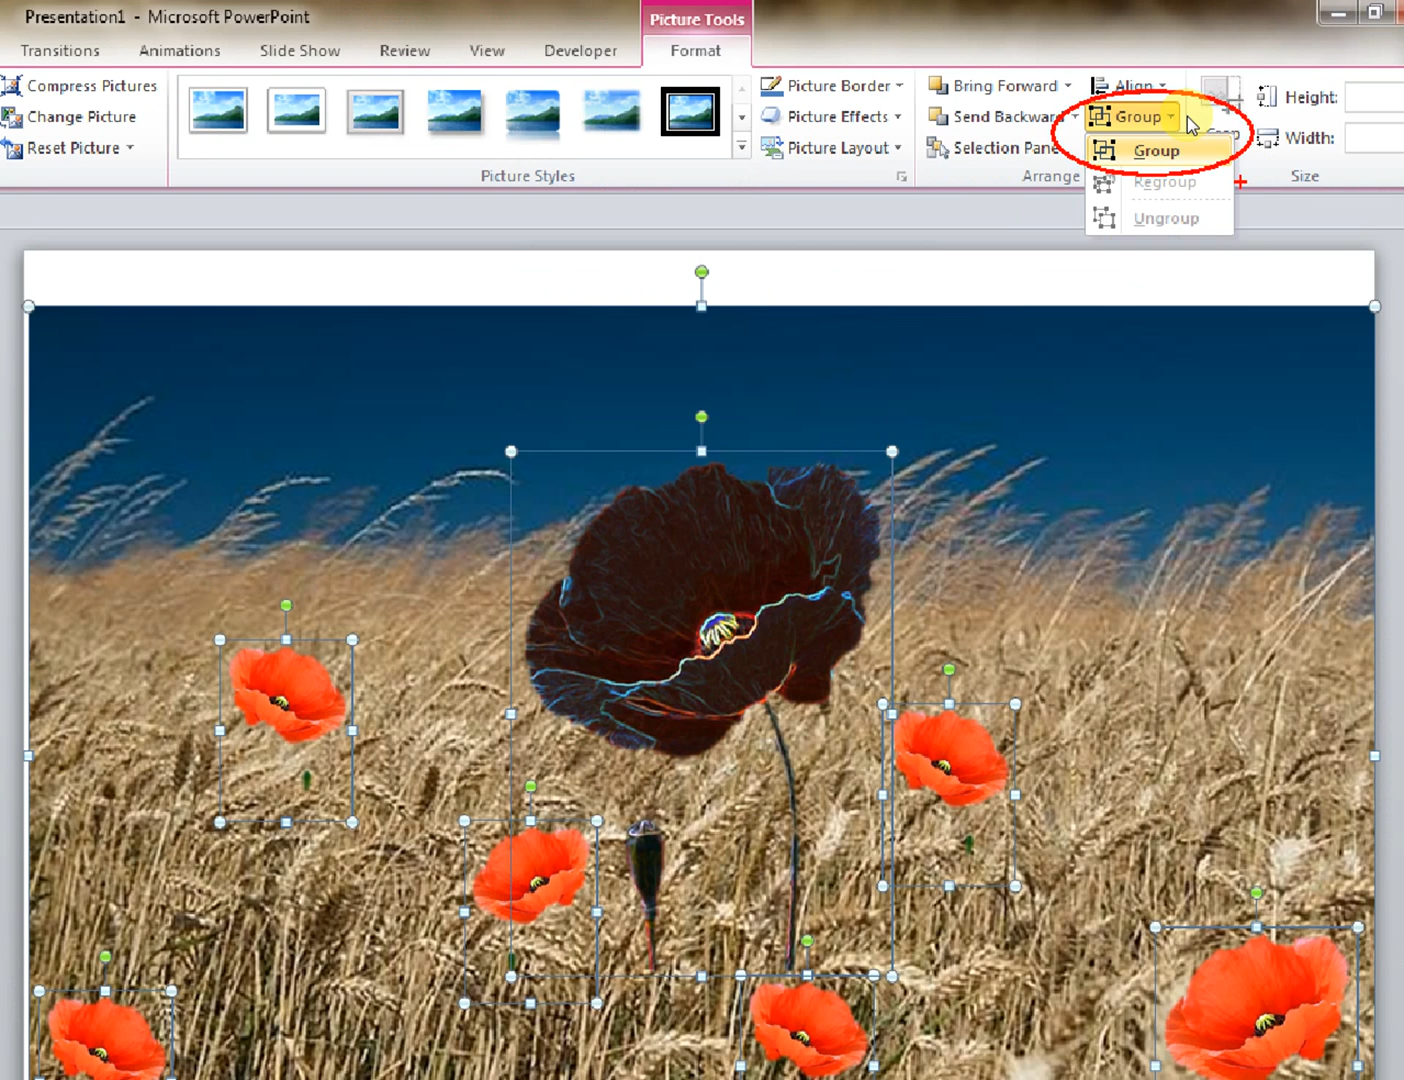 Presentation1 - Microsoft PowerPoint
Picture Tools
Transitions
Animations
Slide Show
Review
View
Developer
Format
Compress Pictures
Change Picture
Reset Picture
Picture Styles
Picture Border
Picture Effects
Picture Layout
Bring Forward
Send Backward
Selection Pane
Arrange
Align
Group
Group
Regroup
Ungroup
Height:
Width:
Size